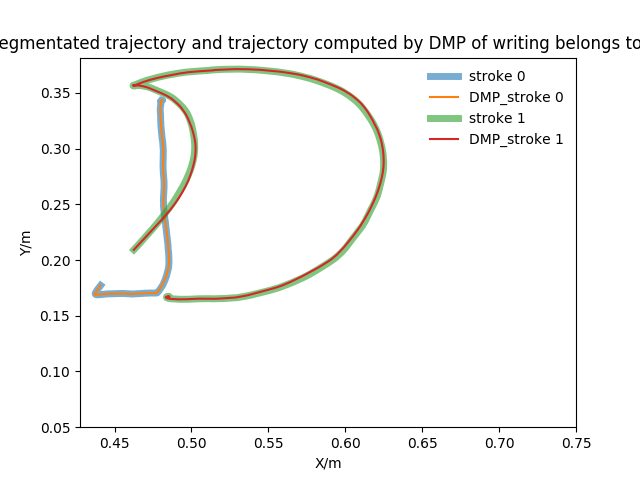 egmentated trajectory and trajectory computed by DMP of writing belongs to
stroke 0
DMP_stroke 0
stroke 1
DMP_stroke 1
Y/m
0.35
0.30
0.25
0.20
0.15
0.10
0.05
0.45 0.50 0.55 0.60 0.65 0.70 0.75
X/m